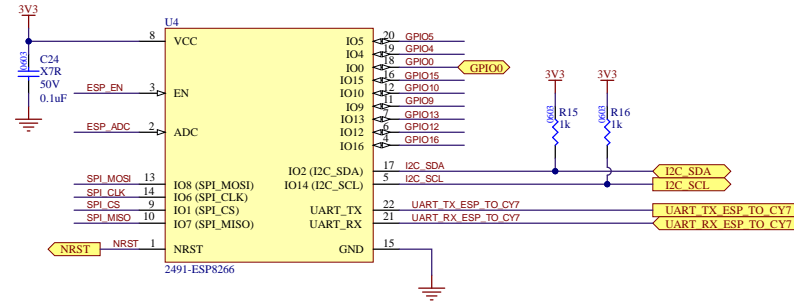 3V3
U4
8 VCC
IO5 20 GPIO5
IO4 19 GPIO4
IO0 18 GPIO0 GPIO0
C24
X7R
50V
0.1uF
0603
ESP_EN 3 EN
IO15 16 GPIO15
IO10 12 GPIO10
IO9 11 GPIO9
IO13 7 GPIO13
ESP_ADC 2 ADC
IO12 6 GPIO12
IO16 4 GPIO16
3V3
3V3
0603
R15
1k
0603
R16
1k
IO2 (I2C_SDA) 17 I2C_SDA I2C_SDA
SPI_MOSI 13 IO8 (SPI_MOSI)
IO14 (I2C_SCL) 5 I2C_SCL I2C_SCL
SPI_CLK 14 IO6 (SPI_CLK)
SPI_CS 9 IO1 (SPI_CS)
UART_TX 22 UART_TX_ESP_TO_CY7 UART_TX_ESP_TO_CY7
SPI_MISO 10 IO7 (SPI_MISO)
UART_RX 21 UART_RX_ESP_TO_CY7 UART_RX_ESP_TO_CY7
NRST NRST 1 NRST
GND 15
2491-ESP8266